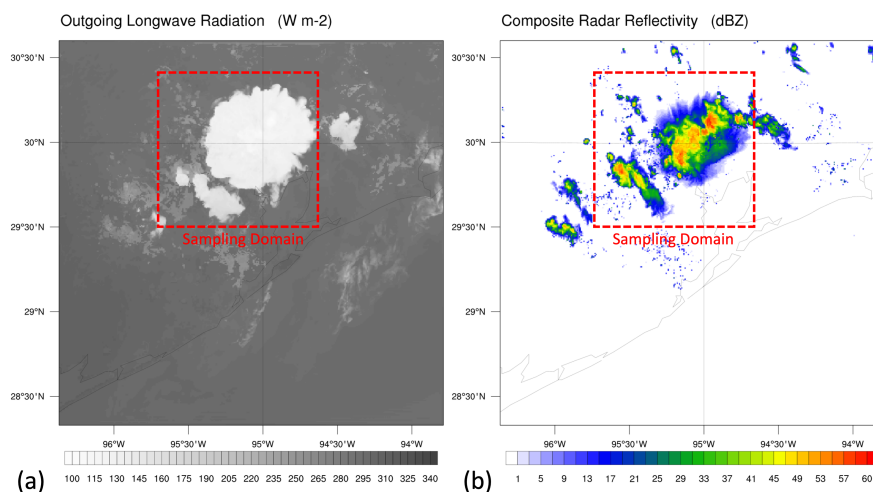 Outgoing Longwave Radiation (W m-2)
30°30'N
30°N
29°30'N
29°N
28°30'N
Sampling Domain
96°W 95°30'W 95°W 94°30'W 94°W
100 115 130 145 160 175 190 205 220 235 250 265 280 295 310 325 340
(a)
Composite Radar Reflectivity (dBZ)
30°30'N
30°N
29°30'N
29°N
28°30'N
Sampling Domain
96°W 95°30'W 95°W 94°30'W 94°W
1 5 9 13 17 21 25 29 33 37 41 45 49 53 57 60
(b)